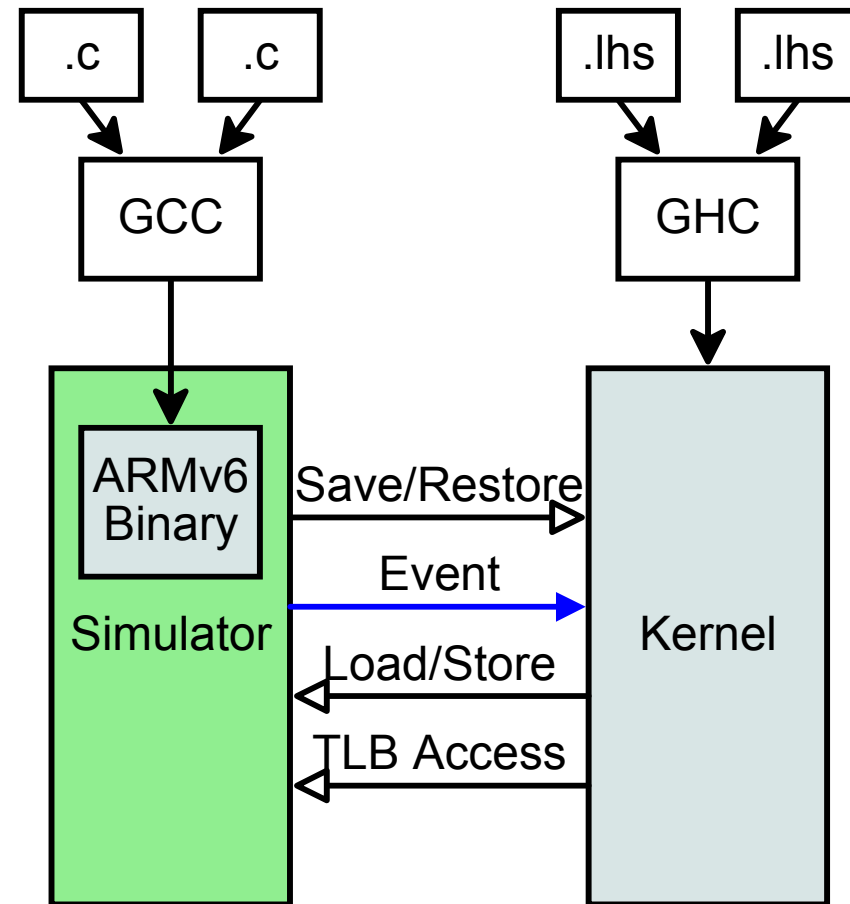 .c
.c
.lhs
.lhs
GCC
GHC
ARMv6
Binary
Save/Restore
Event
Simulator
Kernel
Load/Store
TLB Access